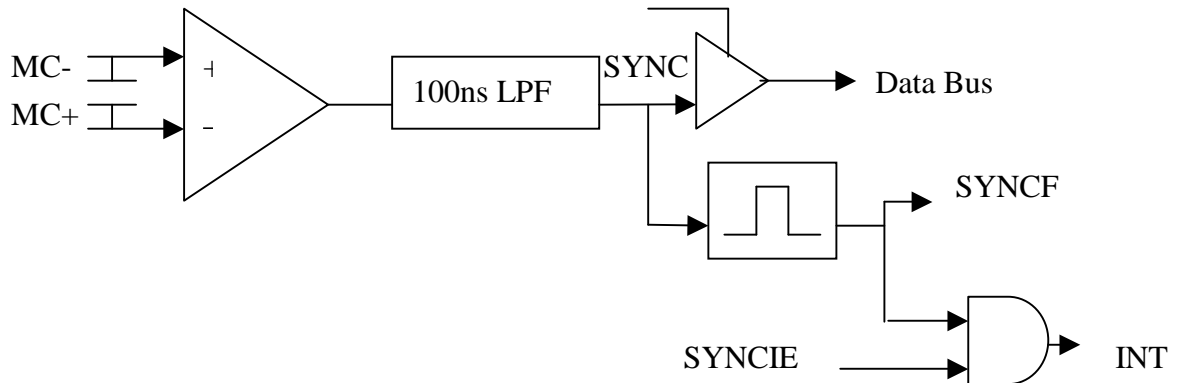 MC-
MC+
+
-
100ns LPF
SYNC
Data Bus
SYNCF
SYNCIE
INT